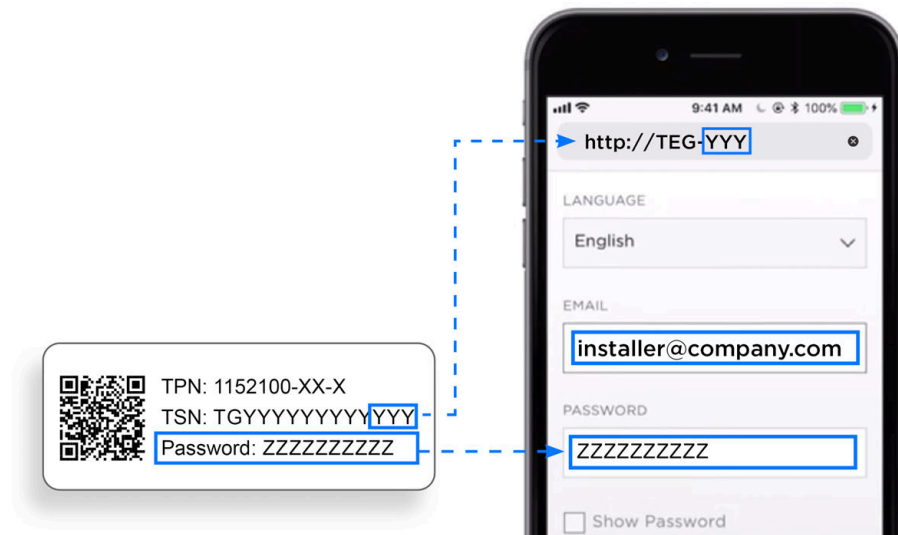 9:41 AM 100%
http://TEG-YYY
LANGUAGE
English
EMAIL
installer@company.com
PASSWORD
ZZZZZZZZZZ
Show Password
TPN: 1152100-XX-X
TSN: TGYYYYYYYYYYYY
Password: ZZZZZZZZZZ